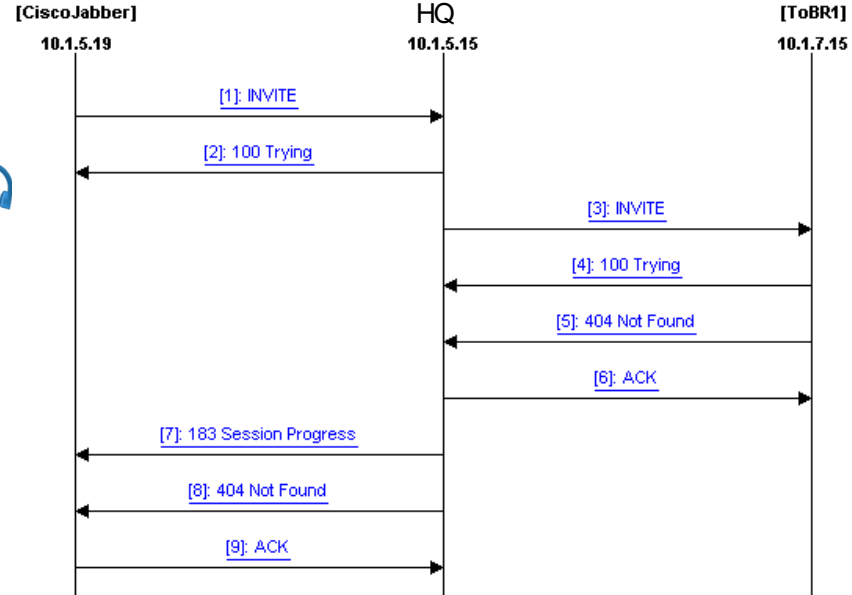 [CiscoJabber]
HQ
[ToBR1]
10.1.5.19
10.1.5.15
10.1.7.15
[1]: INVITE
[2]: 100 Trying
[3]: INVITE
[4]: 100 Trying
[5]: 404 Not Found
[6]: ACK
[7]: 183 Session Progress
[8]: 404 Not Found
[9]: ACK